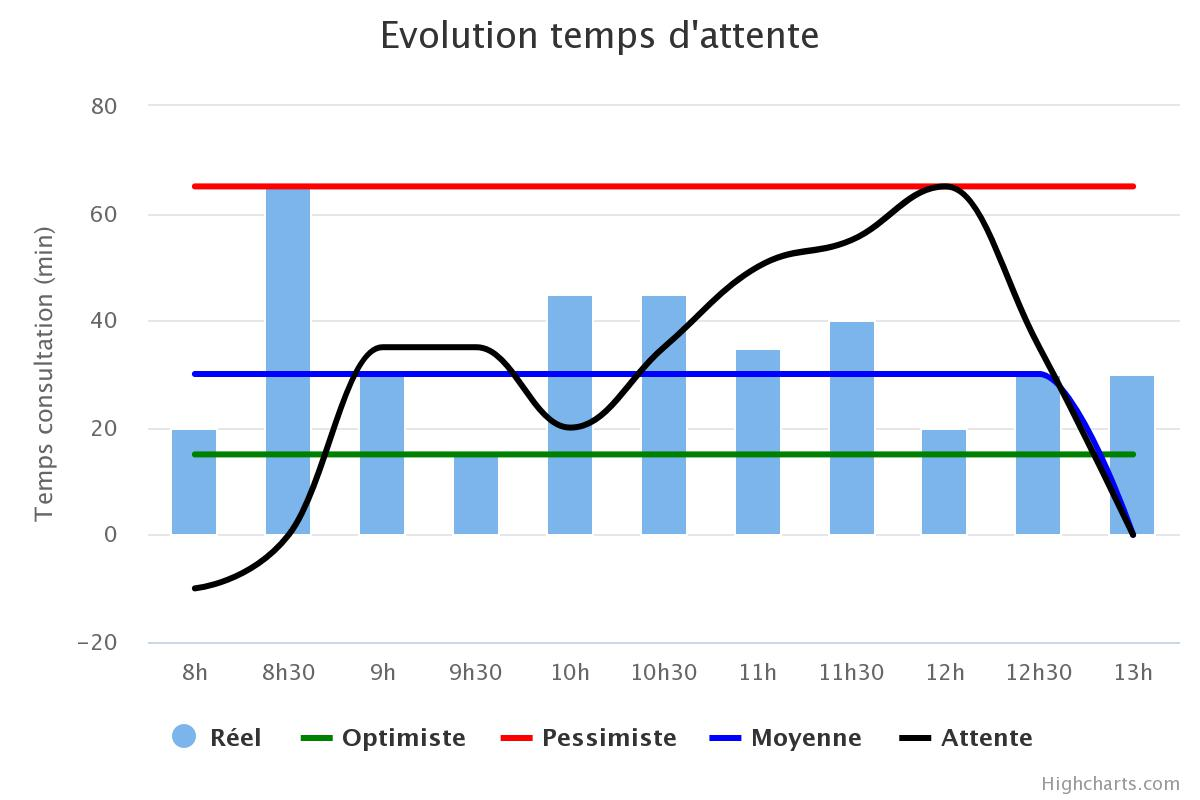 Evolution temps d'attente
Temps consultation (min)
80
60
40
20
0
−20
8h 8h30 9h 9h30 10h 10h30 11h 11h30 12h 12h30 13h
Réel Optimiste Pessimiste Moyenne Attente
Highcharts.com